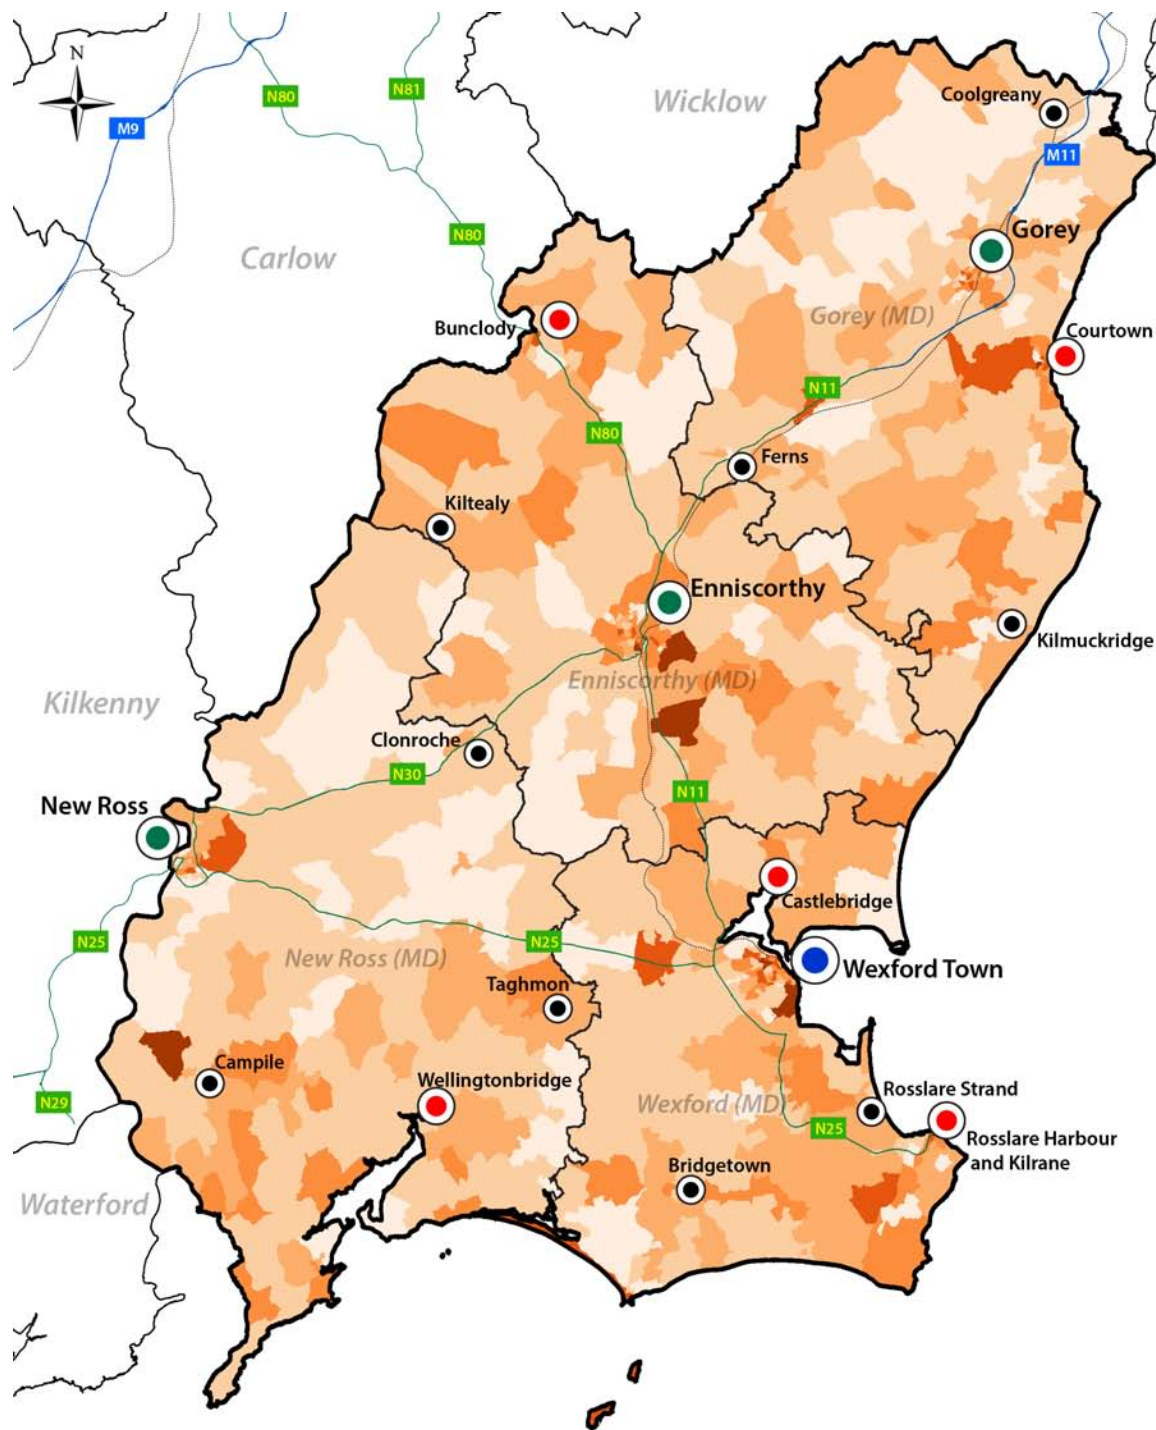 N
Coolgreany
N80
N81
Wicklow
M9
M11
Gorey
N80
Carlow
Gorey (MD)
Bunclody
Courtown
N11
N80
Ferns
Kiltealy
Enniscorthy
Kilmuckridge
Enniscorthy (MD)
Kilkenny
Clonroche
N30
N11
New Ross
Castlebridge
N25
N25
New Ross (MD)
Wexford Town
Taghmon
Campile
Wellingtonbridge
Rosslare Strand
N29
Wexford (MD)
N25
Rosslare Harbour
and Kilrane
Bridgetown
Waterford